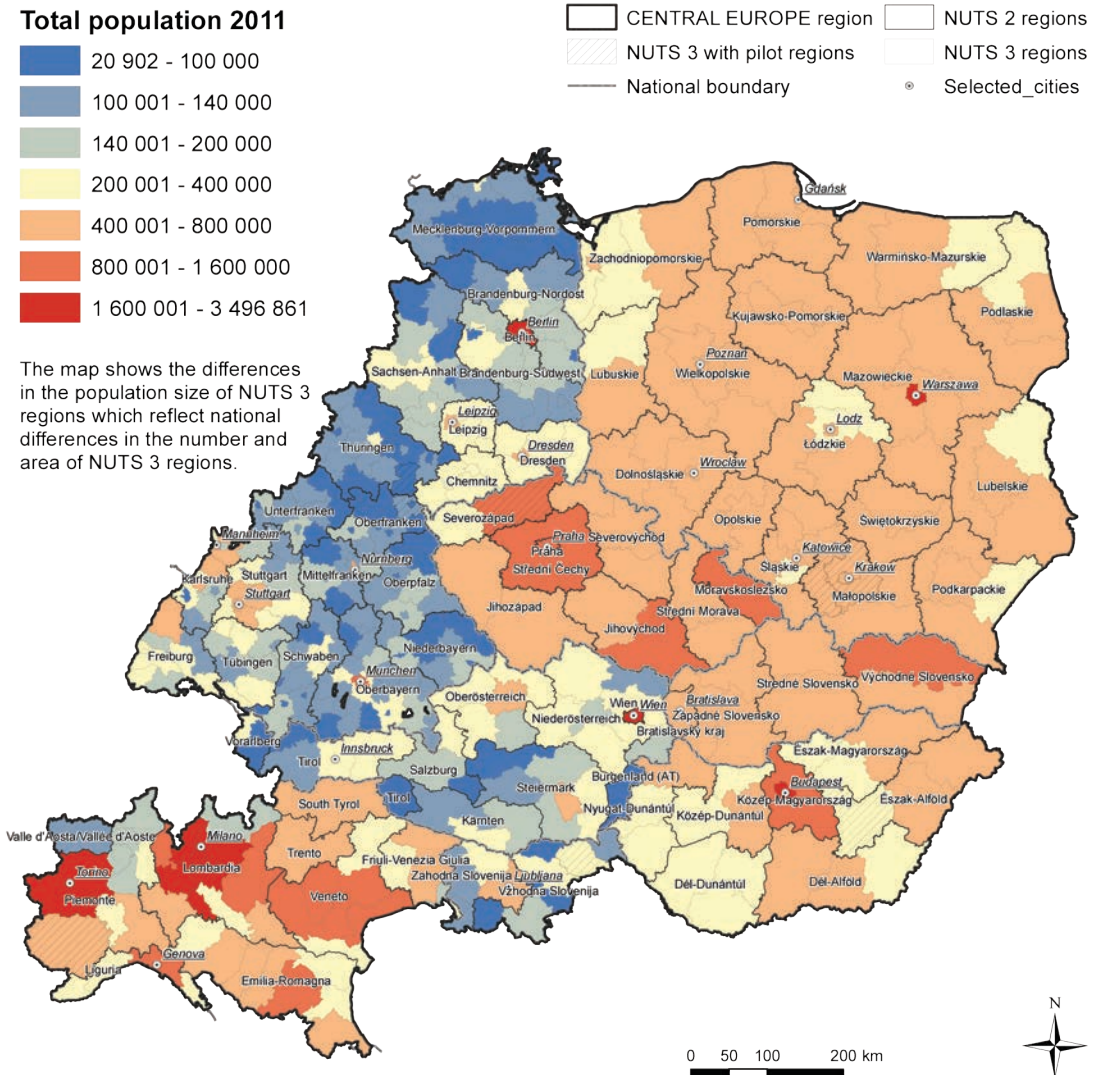 Total population 2011
20 902 - 100 000
100 001 - 140 000
140 001 - 200 000
200 001 - 400 000
400 001 - 800 000
800 001 - 1 600 000
1 600 001 - 3 496 861
CENTRAL EUROPE region
NUTS 2 regions
NUTS 3 with pilot regions
NUTS 3 regions
National boundary
Selected_cities
The map shows the differences
in the population size of NUTS 3
regions which reflect national
differences in the number and
area of NUTS 3 regions.
Gdańsk
Pomorskie
Mecklenburg-Vorpommern
Zachodniopomorskie
Warmińsko-Mazurskie
Brandenburg-Nordost
Podlaskie
Kujawsko-Pomorskie
Berlin
Berlin
Poznań
Wielkopolskie
Sachsen-Anhalt
Brandenburg-Südwest
Lubuskie
Mazowieckie
Warszawa
Leipzig
Leipzig
Lodz
Łódzkie
Thüringen
Dresden
Dresden
Wroclaw
Dolnośląskie
Chemnitz
Lubelskie
Unterfranken
Oberfranken
Severozápad
Opolskie
Świętokrzyskie
Mannheim
Praha
Severovýchod
Praha
Střední Čechy
Katowice
Nürnberg
Karlsruhe
Stuttgart
Mittelfranken
Oberpfalz
Śląskie
Kraków
Stuttgart
Moravskoslezsko
Małopolskie
Podkarpackie
Jihozápad
Střední Morava
Jihovýchod
Freiburg
Tübingen
Schwaben
Niederbayern
München
Oberbayern
Východné Slovensko
Stredné Slovensko
Oberösterreich
Wien
Wien
Bratislava
Niederösterreich
Západné Slovensko
Bratislavský kraj
Vorarlberg
Innsbruck
Tirol
Salzburg
Észak-Magyarország
Burgenland (AT)
Steiermark
Budapest
South Tyrol
Tirol
Nyugat-Dunántúl
Közép-Magyarország
Észak-Alföld
Közép-Dunántúl
Kärnten
Valle d'Aosta/Vallée d'Aoste
Milano
Lombardia
Trento
Friuli-Venezia Giulia
Zahodna Slovenija
Ljubljana
Vzhodna Slovenija
Torino
Piemonte
Veneto
Dél-Dunántúl
Dél-Alföld
Genova
Liguria
Emilia-Romagna
N
0 50 100 200 km